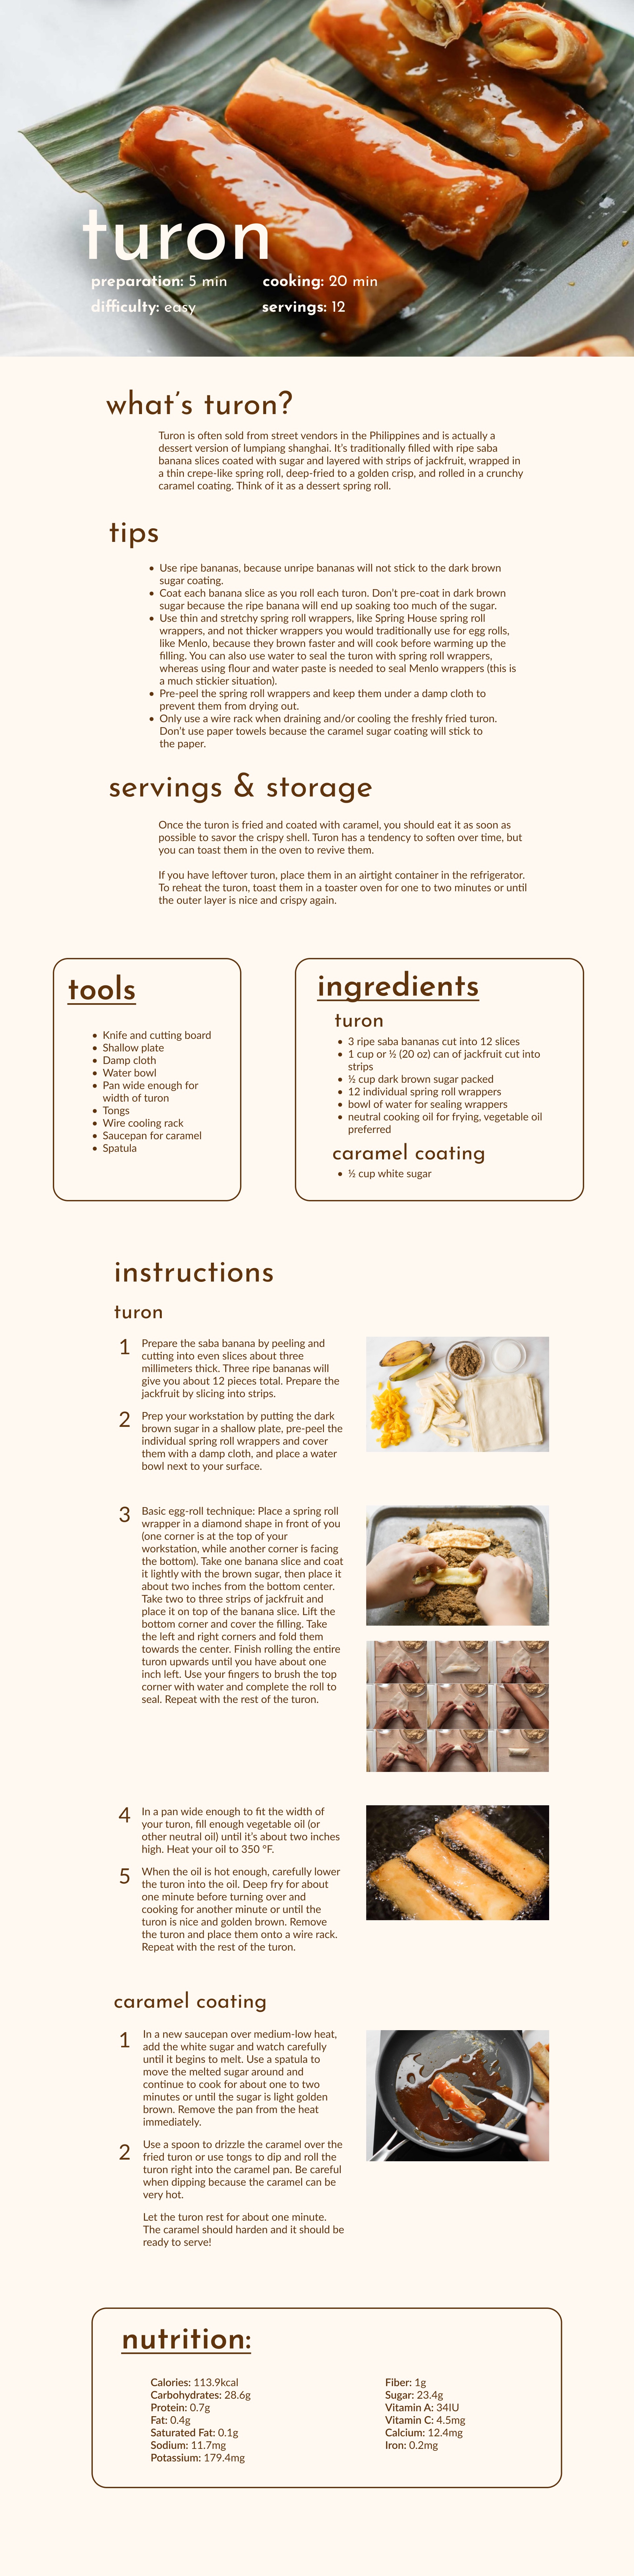 turon
preparation: 5 min
cooking: 20 min
difficulty: easy
servings: 12
what's turon?
Turon is often sold from street vendors in the Philippines and is actually a
dessert version of lumpiang shanghai. It's traditionally filled with ripe saba
banana slices coated with sugar and layered with strips of jackfruit, wrapped in
a thin crepe-like spring roll, deep-fried to a golden crisp, and rolled in a crunchy
caramel coating. Think of it as a dessert spring roll.
tips
• Use ripe bananas, because unripe bananas will not stick to the dark brown
sugar coating.
• Coat each banana slice as you roll each turon. Don't pre-coat in dark brown
sugar because the ripe banana will end up soaking too much of the sugar.
• Use thin and stretchy spring roll wrappers, like Spring House spring roll
wrappers, and not thicker wrappers you would traditionally use for egg rolls,
like Menlo, because they brown faster and will cook before warming up the
filling. You can also use water to seal the turon with spring roll wrappers,
whereas using flour and water paste is needed to seal Menlo wrappers (this is
a much stickier situation).
• Pre-peel the spring roll wrappers and keep them under a damp cloth to
prevent them from drying out.
• Only use a wire rack when draining and/or cooling the freshly fried turon.
Don't use paper towels because the caramel sugar coating will stick to
the paper.
servings & storage
Once the turon is fried and coated with caramel, you should eat it as soon as
possible to savor the crispy shell. Turon has a tendency to soften over time, but
you can toast them in the oven to revive them.
If you have leftover turon, place them in an airtight container in the refrigerator.
To reheat the turon, toast them in a toaster oven for one to two minutes or until
the outer layer is nice and crispy again.
tools
• Knife and cutting board
• Shallow plate
• Damp cloth
• Water bowl
• Pan wide enough for
width of turon
• Tongs
• Wire cooling rack
• Saucepan for caramel
• Spatula
ingredients
turon
• 3 ripe saba bananas cut into 12 slices
• 1 cup or ½ (20 oz) can of jackfruit cut into
strips
• ½ cup dark brown sugar packed
• 12 individual spring roll wrappers
• bowl of water for sealing wrappers
• neutral cooking oil for frying, vegetable oil
preferred
caramel coating
• ½ cup white sugar
instructions
turon
1 Prepare the saba banana by peeling and
cutting into even slices about three
millimeters thick. Three ripe bananas will
give you about 12 pieces total. Prepare the
jackfruit by slicing into strips.
2 Prep your workstation by putting the dark
brown sugar in a shallow plate, pre-peel the
individual spring roll wrappers and cover
them with a damp cloth, and place a water
bowl next to your surface.
3 Basic egg-roll technique: Place a spring roll
wrapper in a diamond shape in front of you
(one corner is at the top of your
workstation, while another corner is facing
the bottom). Take one banana slice and coat
it lightly with the brown sugar, then place it
about two inches from the bottom center.
Take two to three strips of jackfruit and
place it on top of the banana slice. Lift the
bottom corner and cover the filling. Take
the left and right corners and fold them
towards the center. Finish rolling the entire
turon upwards until you have about one
inch left. Use your fingers to brush the top
corner with water and complete the roll to
seal. Repeat with the rest of the turon.
4 In a pan wide enough to fit the width of
your turon, fill enough vegetable oil (or
other neutral oil) until it's about two inches
high. Heat your oil to 350 °F.
5 When the oil is hot enough, carefully lower
the turon into the oil. Deep fry for about
one minute before turning over and
cooking for another minute or until the
turon is nice and golden brown. Remove
the turon and place them onto a wire rack.
Repeat with the rest of the turon.
caramel coating
1 In a new saucepan over medium-low heat,
add the white sugar and watch carefully
until it begins to melt. Use a spatula to
move the melted sugar around and
continue to cook for about one to two
minutes or until the sugar is light golden
brown. Remove the pan from the heat
immediately.
2 Use a spoon to drizzle the caramel over the
fried turon or use tongs to dip and roll the
turon right into the caramel pan. Be careful
when dipping because the caramel can be
very hot.
Let the turon rest for about one minute.
The caramel should harden and it should be
ready to serve!
nutrition:
Calories: 113.9kcal
Carbohydrates: 28.6g
Protein: 0.7g
Fat: 0.4g
Saturated Fat: 0.1g
Sodium: 11.7mg
Potassium: 179.4mg
Fiber: 1g
Sugar: 23.4g
Vitamin A: 34IU
Vitamin C: 4.5mg
Calcium: 12.4mg
Iron: 0.2mg